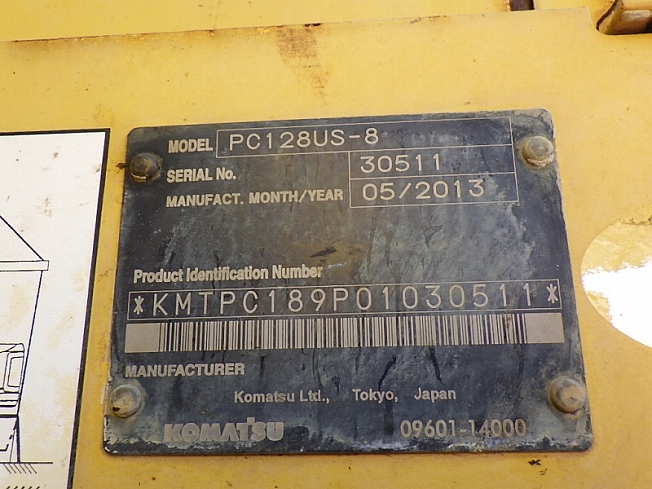 MODEL PC128US-8
SERIAL No. 30511
MANUFACT. MONTH/YEAR 05/2013
Product Identification Number
*KMTPC189P01030511*
MANUFACTURER
Komatsu Ltd., Tokyo, Japan
KOMATSU 09601-14000